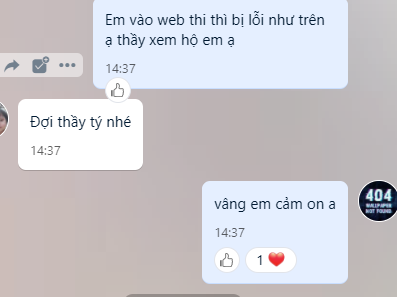 Em vào web thi thì bị lỗi như trên
ạ thầy xem hộ em ạ
14:37
Đợi thầy tý nhé
14:37
vâng em cảm on a
404
WALLPAPER
NOT FOUND
14:37
1